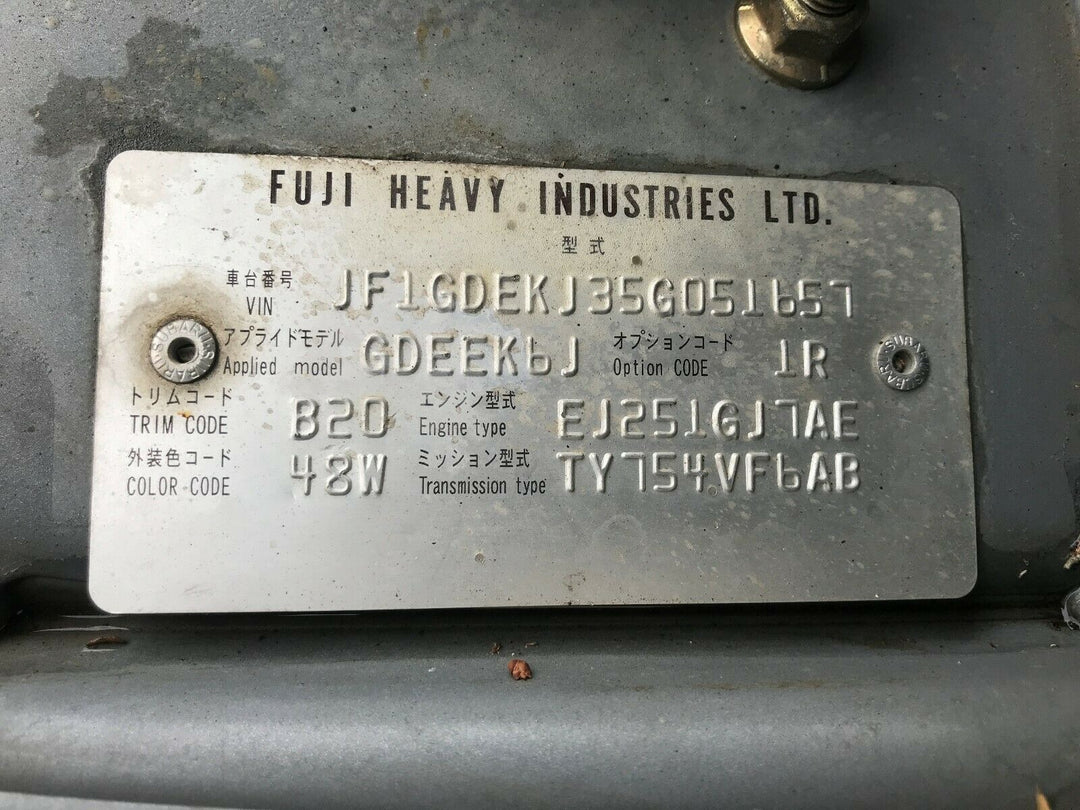 FUJI HEAVY INDUSTRIES LTD.
型式
車台番号
VIN JF1GDEKJ35G051657
アプライドモデル オプションコード
Applied model GDEEK6J Option CODE 1R
トリムコード エンジン型式
TRIM CODE B20 Engine type EJ251GJ7AE
外装色コード ミッション型式
COLOR CODE 48W Transmission type TY754VF6AB
SUBARU
SUBARU